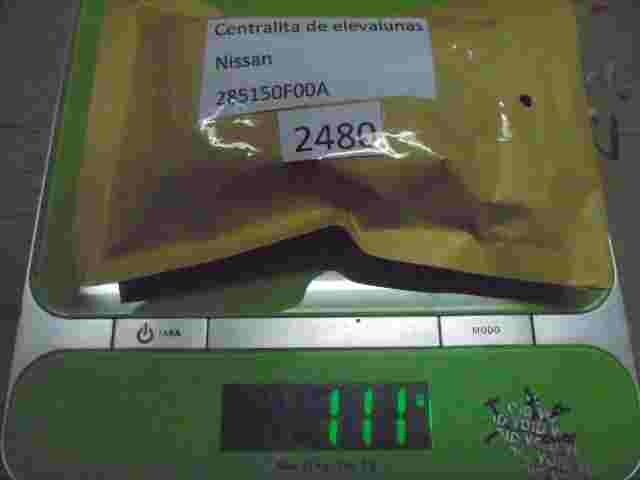 Centralita de elevalunas
Nissan
285150F00A
2480
TARA
MODO
111